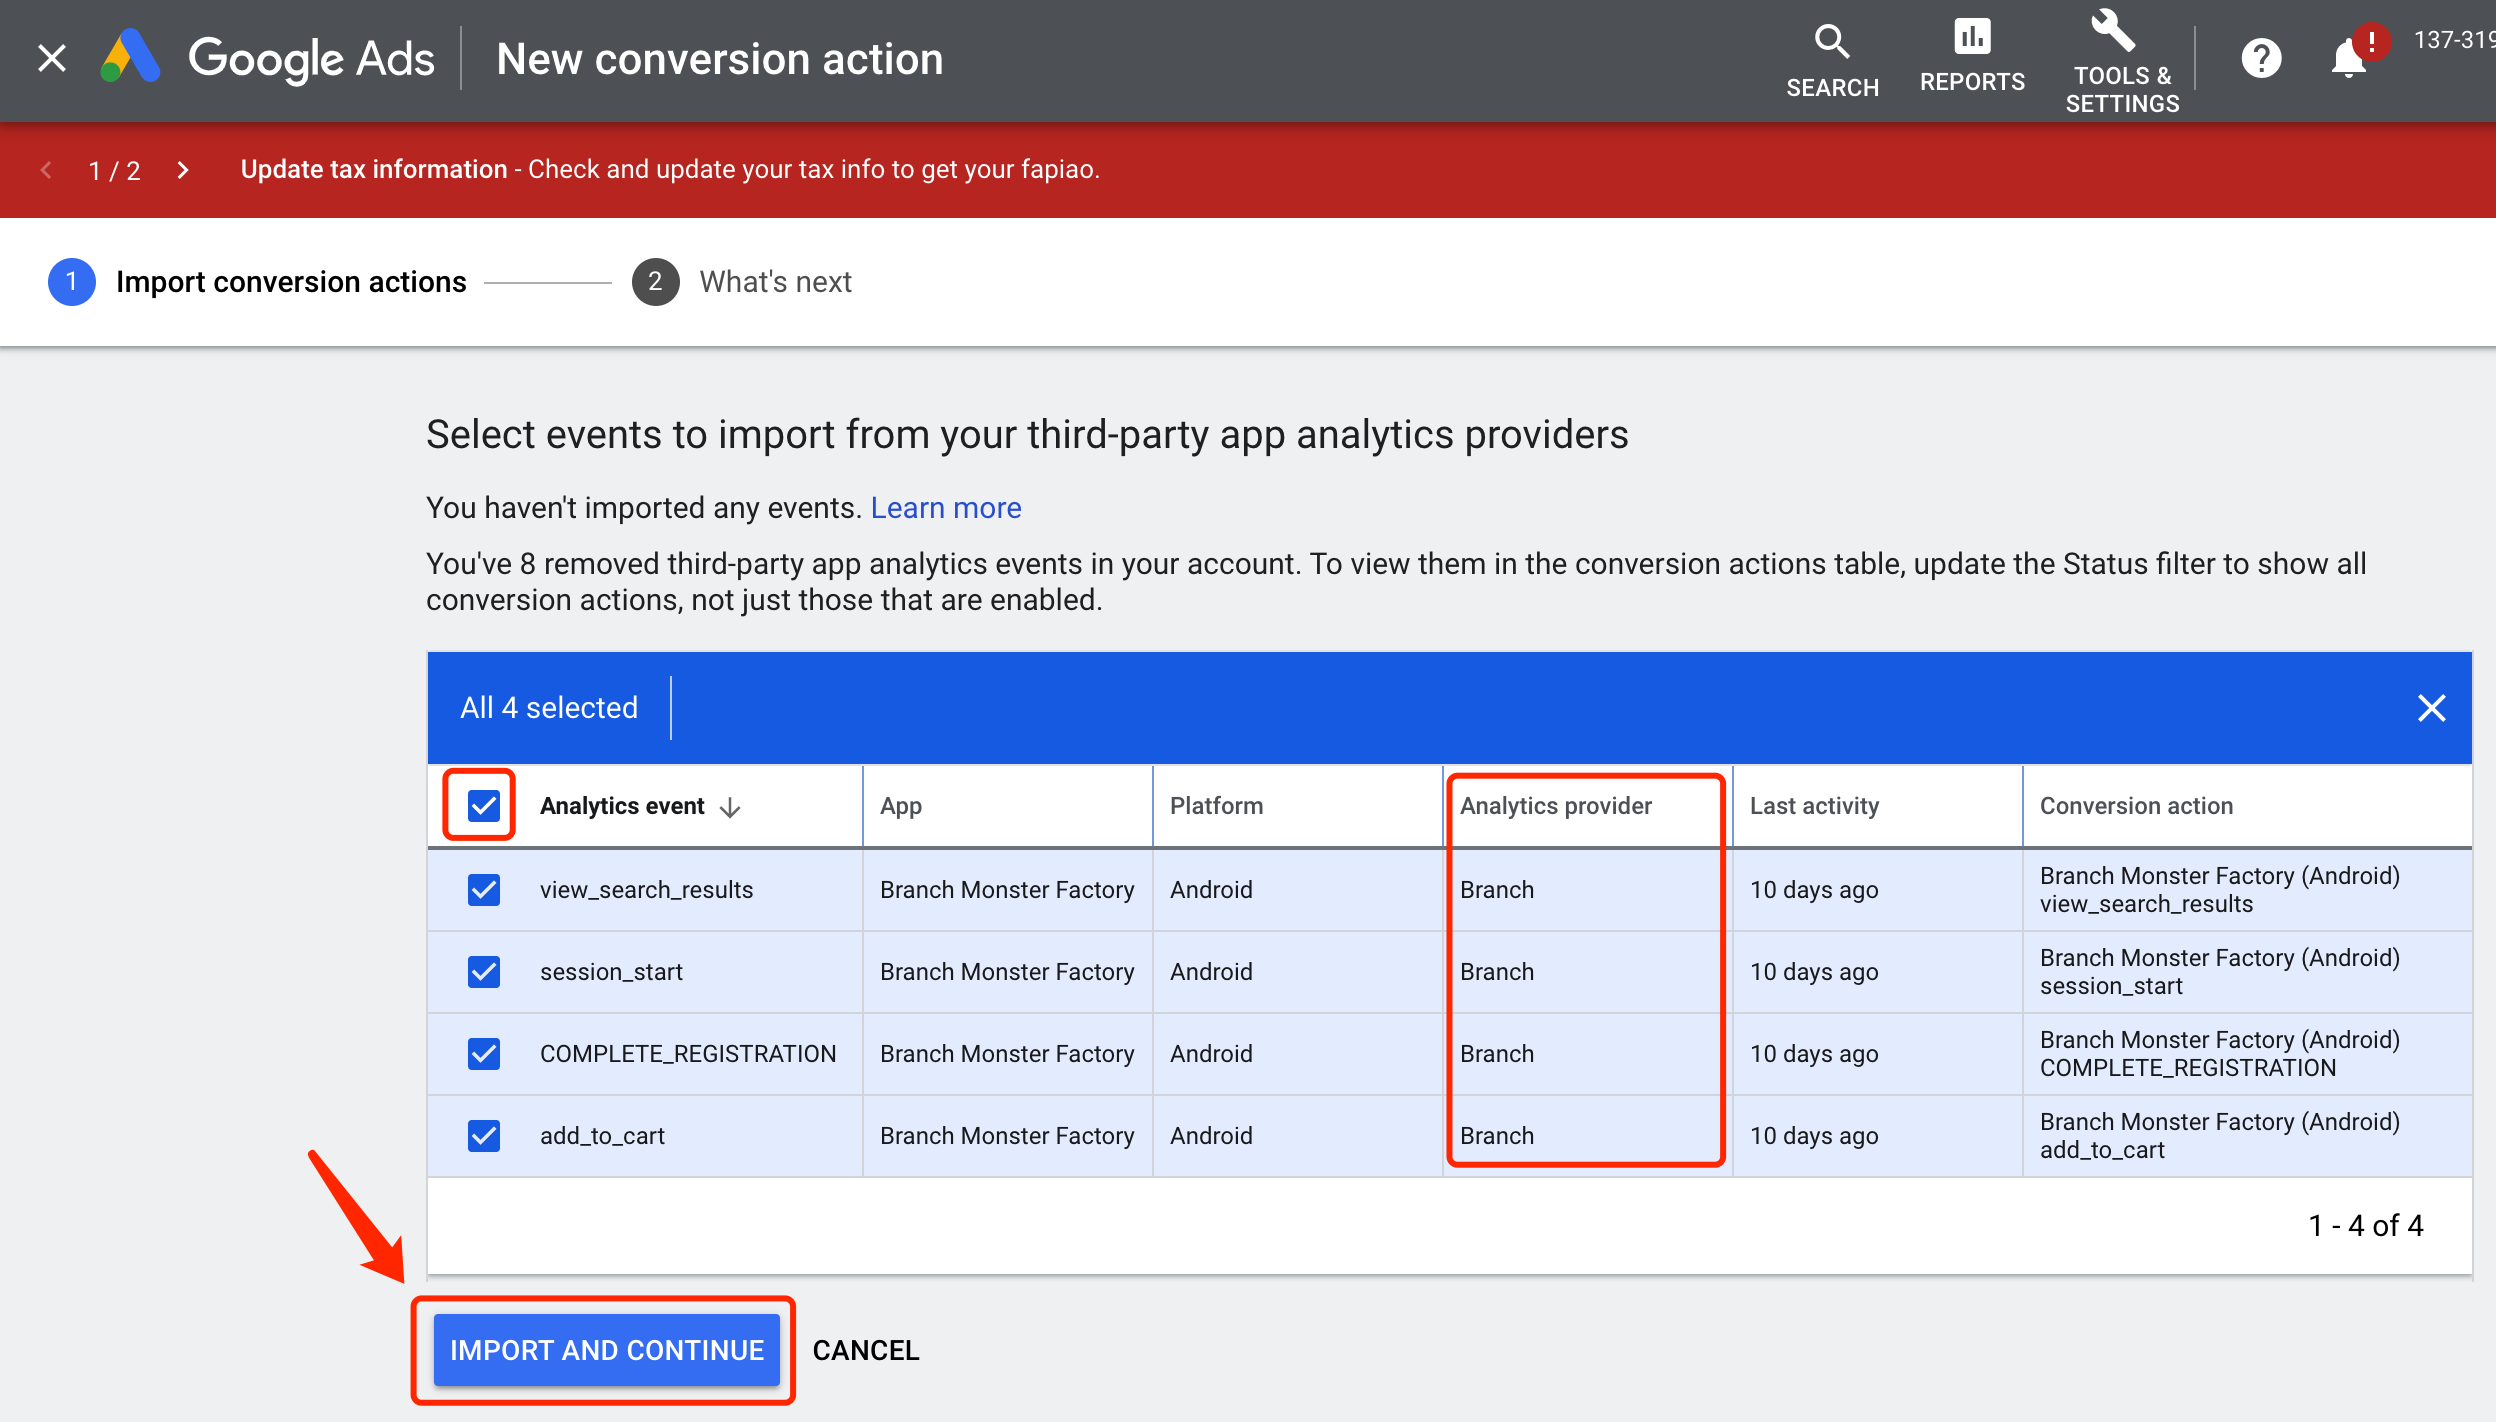 Google Ads New conversion action
SEARCH
REPORTS
TOOLS &
SETTINGS
?
!
137-319
1 / 2
Update tax information - Check and update your tax info to get your fapiao.
1 Import conversion actions
2 What's next
Select events to import from your third-party app analytics providers
You haven't imported any events. Learn more
You've 8 removed third-party app analytics events in your account. To view them in the conversion actions table, update the Status filter to show all
conversion actions, not just those that are enabled.
All 4 selected
Analytics event App Platform Analytics provider Last activity Conversion action
view_search_results Branch Monster Factory Android Branch 10 days ago Branch Monster Factory (Android)
view_search_results
session_start Branch Monster Factory Android Branch 10 days ago Branch Monster Factory (Android)
session_start
COMPLETE_REGISTRATION Branch Monster Factory Android Branch 10 days ago Branch Monster Factory (Android)
COMPLETE_REGISTRATION
add_to_cart Branch Monster Factory Android Branch 10 days ago Branch Monster Factory (Android)
add_to_cart
1 - 4 of 4
IMPORT AND CONTINUE CANCEL